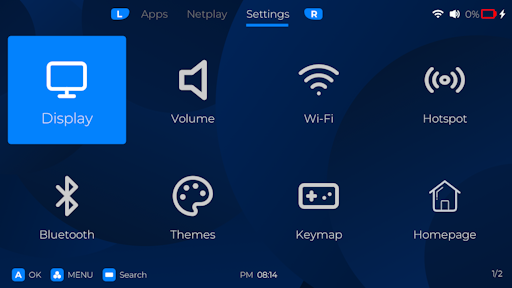 L Apps Netplay Settings R 0%
Display Volume Wi-Fi Hotspot
Bluetooth Themes Keymap Homepage
A OK MENU Search PM 08:14 1/2